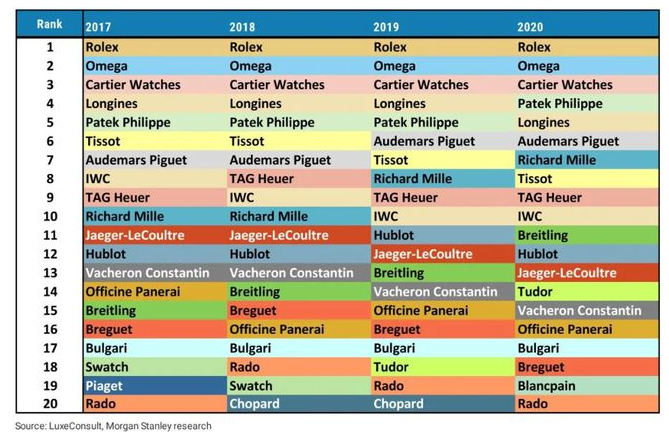 Rank 2017 2018 2019 2020
1 Rolex Rolex Rolex Rolex
2 Omega Omega Omega Omega
3 Cartier Watches Cartier Watches Cartier Watches Cartier Watches
4 Longines Longines Longines Patek Philippe
5 Patek Philippe Patek Philippe Patek Philippe Longines
6 Tissot Tissot Audemars Piguet Audemars Piguet
7 Audemars Piguet Audemars Piguet Tissot Richard Mille
8 IWC TAG Heuer Richard Mille Tissot
9 TAG Heuer IWC TAG Heuer TAG Heuer
10 Richard Mille Richard Mille IWC IWC
11 Jaeger-LeCoultre Jaeger-LeCoultre Hublot Breitling
12 Hublot Hublot Jaeger-LeCoultre Hublot
13 Vacheron Constantin Vacheron Constantin Breitling Jaeger-LeCoultre
14 Officine Panerai Breitling Vacheron Constantin Tudor
15 Breitling Breguet Officine Panerai Vacheron Constantin
16 Breguet Officine Panerai Breguet Officine Panerai
17 Bulgari Bulgari Bulgari Bulgari
18 Swatch Rado Tudor Breguet
19 Piaget Swatch Rado Blancpain
20 Rado Chopard Chopard Rado
Source: LuxeConsult, Morgan Stanley research